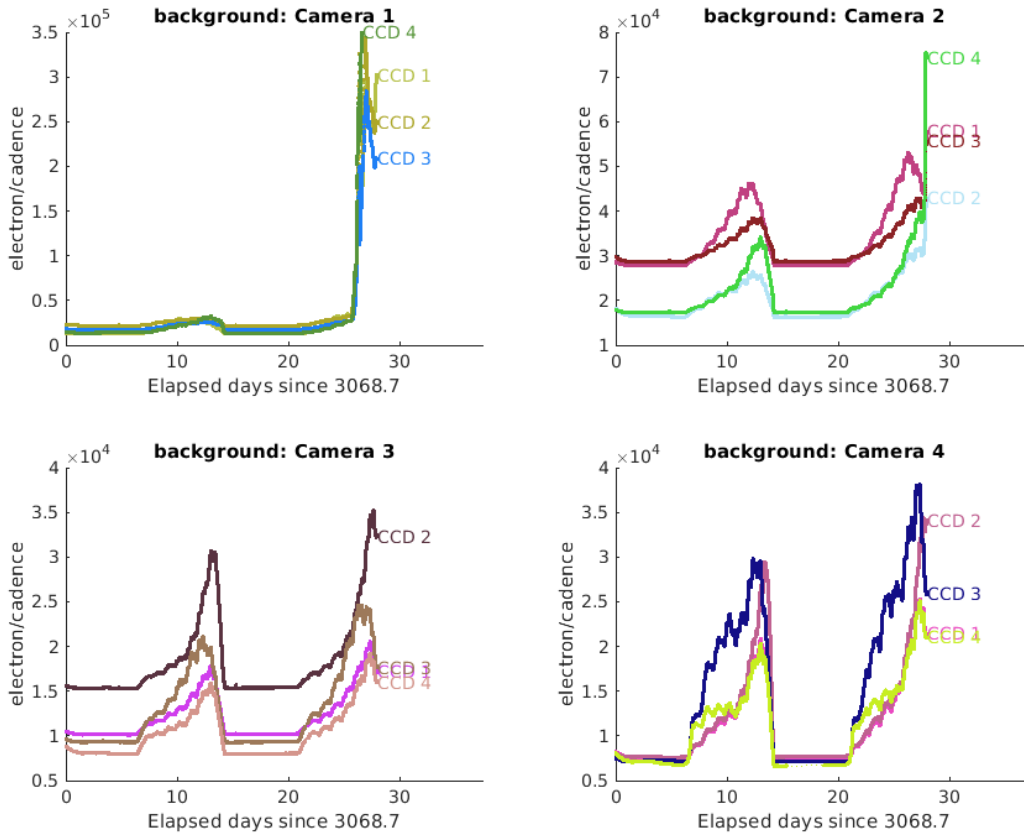 background: Camera 1
×10^5
3.5
3
2.5
2
1.5
1
0.5
0
electron/cadence
CCD 4
CCD 1
CCD 2
CCD 3
0 10 20 30
Elapsed days since 3068.7
background: Camera 2
×10^4
8
7
6
5
4
3
2
1
electron/cadence
CCD 4
CCD 1
CCD 3
CCD 2
0 10 20 30
Elapsed days since 3068.7
background: Camera 3
×10^4
4
3.5
3
2.5
2
1.5
1
0.5
electron/cadence
CCD 2
CCD 3
CCD 1
CCD 4
0 10 20 30
Elapsed days since 3068.7
background: Camera 4
×10^4
4
3.5
3
2.5
2
1.5
1
0.5
electron/cadence
CCD 2
CCD 3
CCD 1
CCD 4
0 10 20 30
Elapsed days since 3068.7